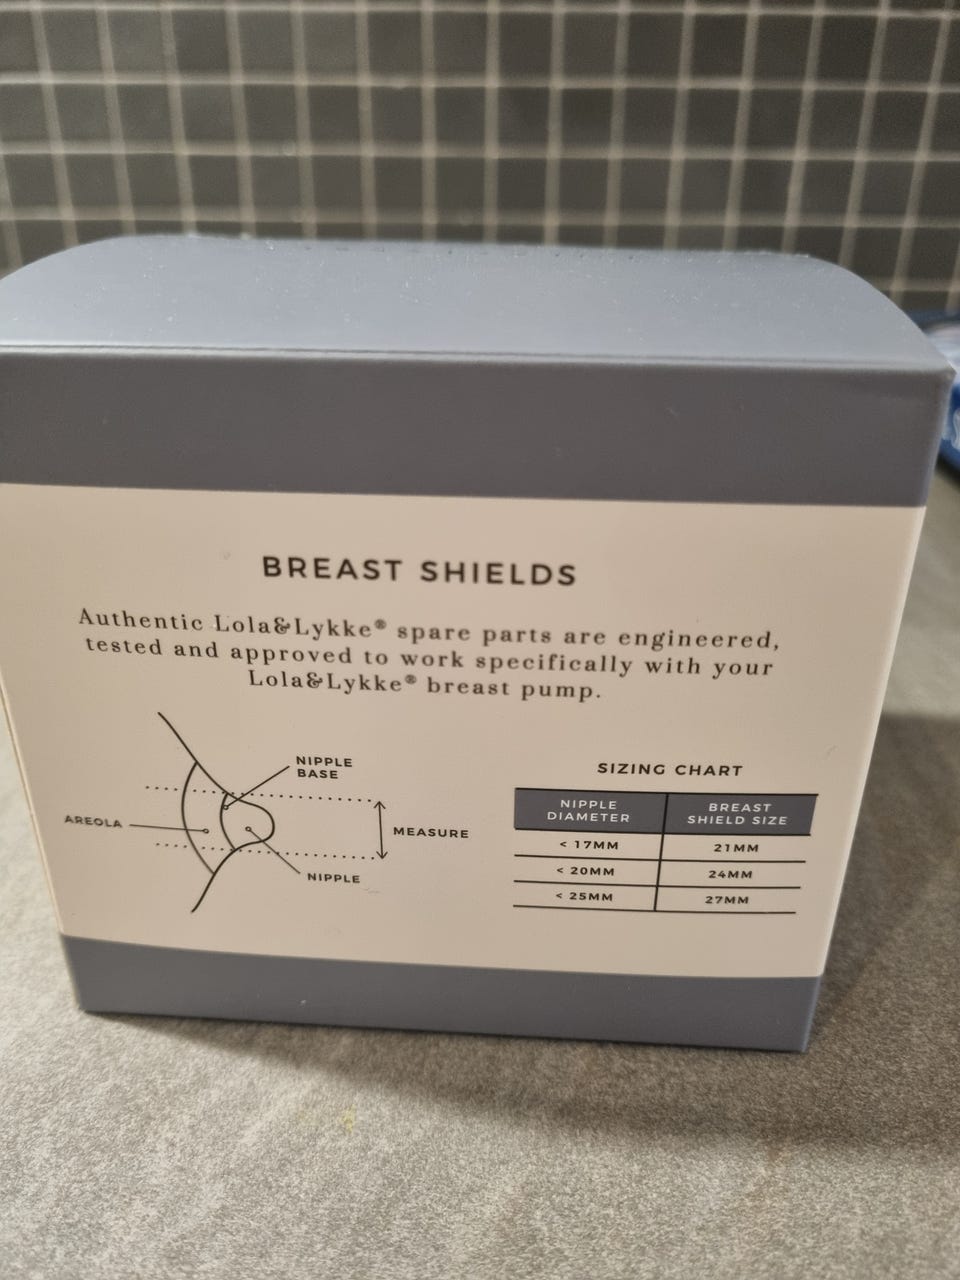 BREAST SHIELDS
Authentic Lola&Lykke® spare parts are engineered,
tested and approved to work specifically with your
Lola&Lykke® breast pump.
NIPPLE
BASE
AREOLA
MEASURE
NIPPLE
SIZING CHART
NIPPLE DIAMETER BREAST SHIELD SIZE
< 17MM 21MM
< 20MM 24MM
< 25MM 27MM